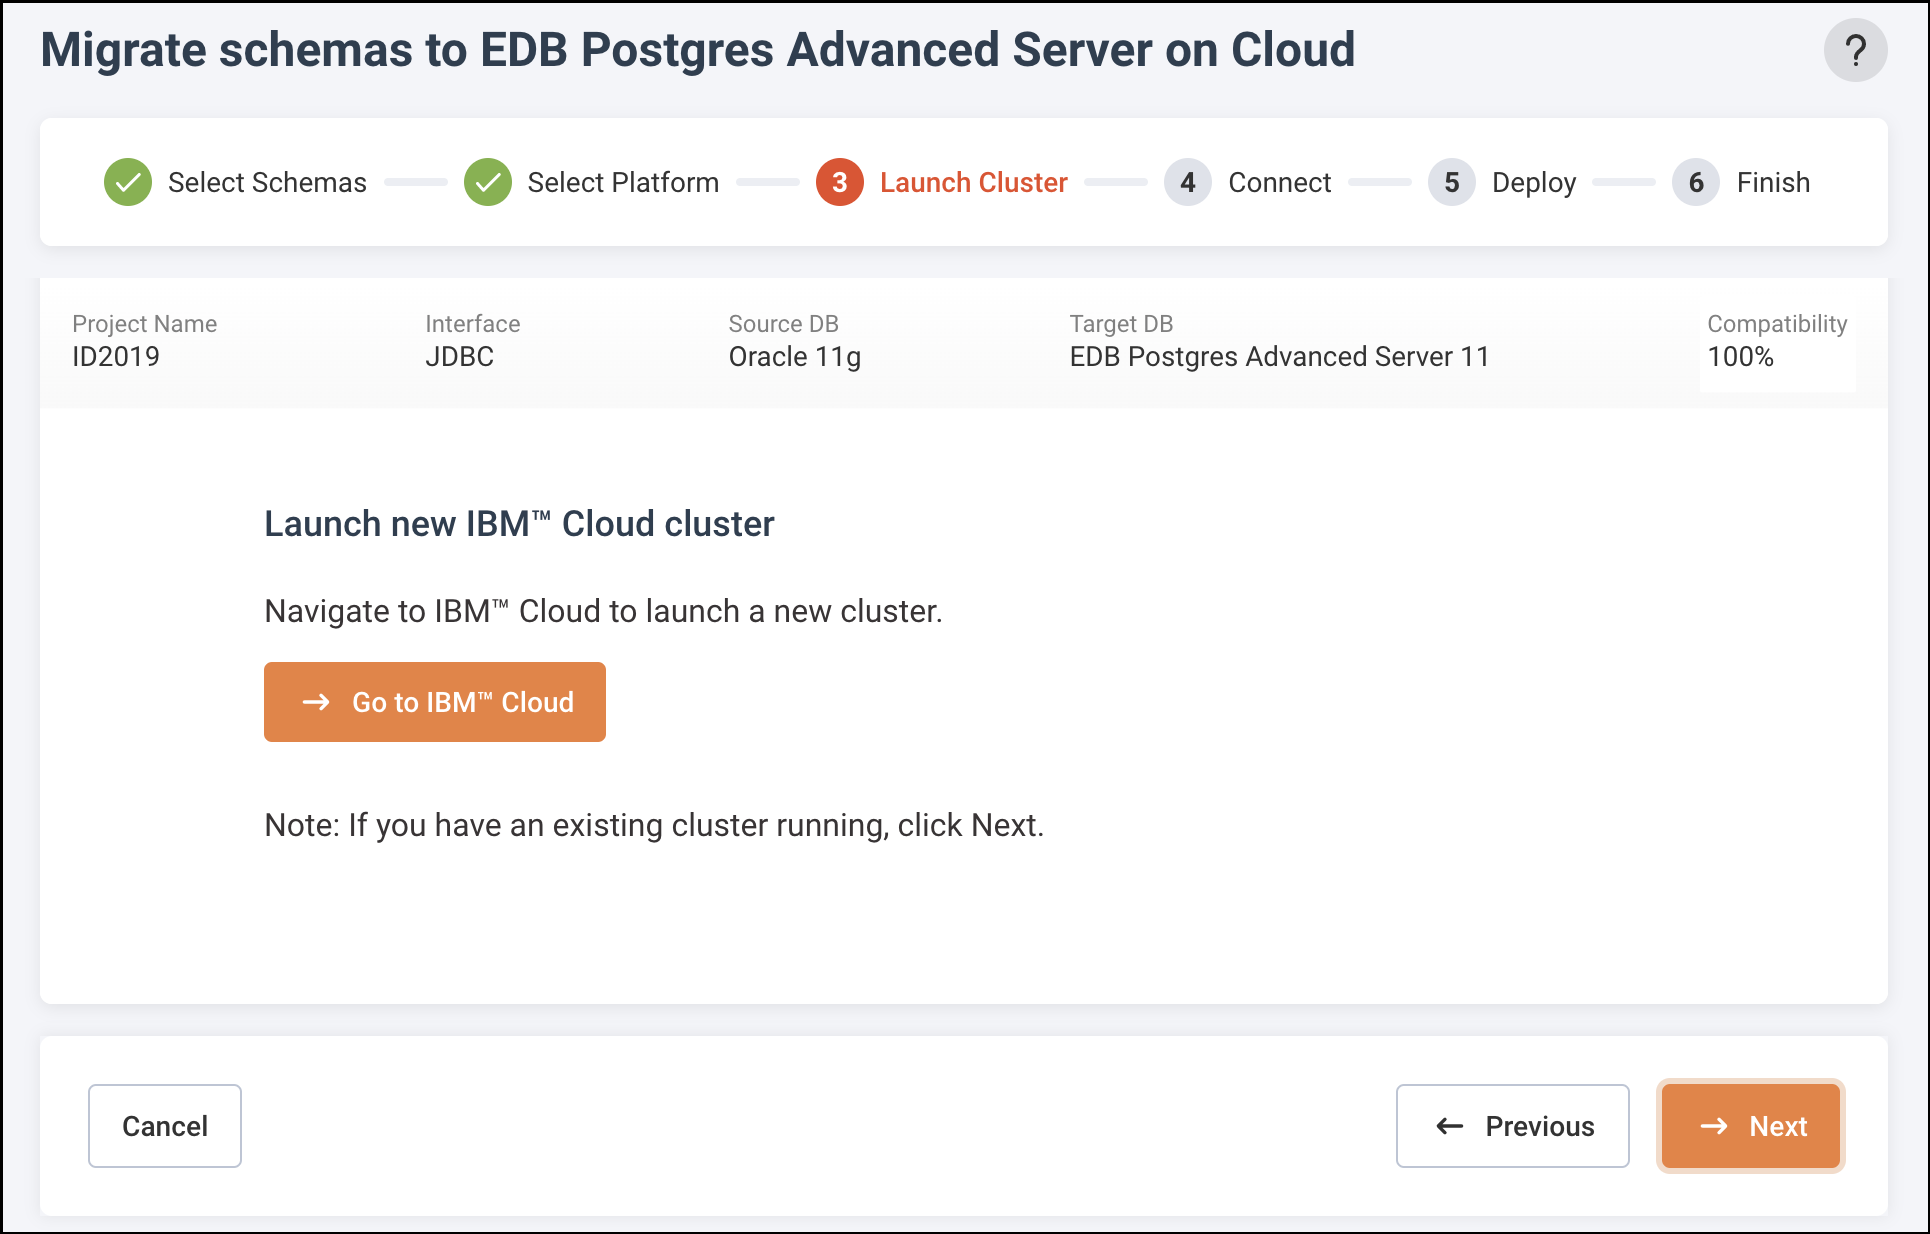 Migrate schemas to EDB Postgres Advanced Server on Cloud
?
Select Schemas
Select Platform
3 Launch Cluster
4 Connect
5 Deploy
6 Finish
Project Name
ID2019
Interface
JDBC
Source DB
Oracle 11g
Target DB
EDB Postgres Advanced Server 11
Compatibility
100%
Launch new IBM™ Cloud cluster
Navigate to IBM™ Cloud to launch a new cluster.
→ Go to IBM™ Cloud
Note: If you have an existing cluster running, click Next.
Cancel
← Previous
→ Next